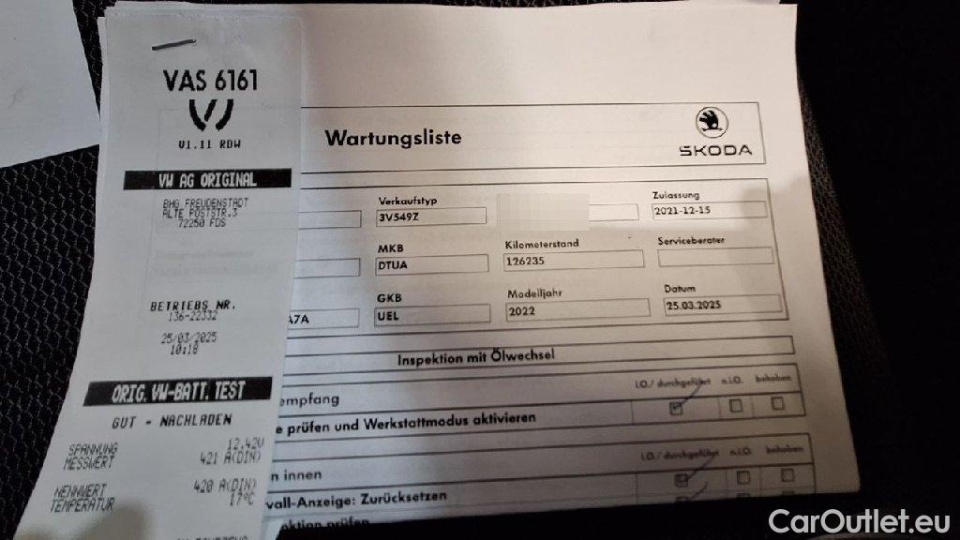 VAS 6161
V1.11 RDW
VW AG ORIGINAL
BHG FREUDENSTADT
ALTE POSTSTR.3
72250 FDS
BETRIEBS NR.
136-22332
25/03/2025
10:18
ORIG. VW-BATT. TEST
GUT - NACHLADEN
SPANNUNG 12.42V
MESSWERT 421 A(DIN)
NENNWERT 420 A(DIN)
TEMPERATUR 17°C
Wartungsliste
SKODA
Verkaufstyp Zulassung
3V549Z 2021-12-15
MKB Kilometerstand Serviceberater
DTUA 126235
GKB Modelljahr Datum
A7A UEL 2022 25.03.2025
Inspektion mit Ölwechsel
i.O./ durchgeführt n.i.O. behoben
empfang
e prüfen und Werkstattmodus aktivieren
i.O./ durchgeführt n.i.O. behoben
n innen
vall-Anzeige: Zurücksetzen
ktion prüfen
CarOutlet.eu